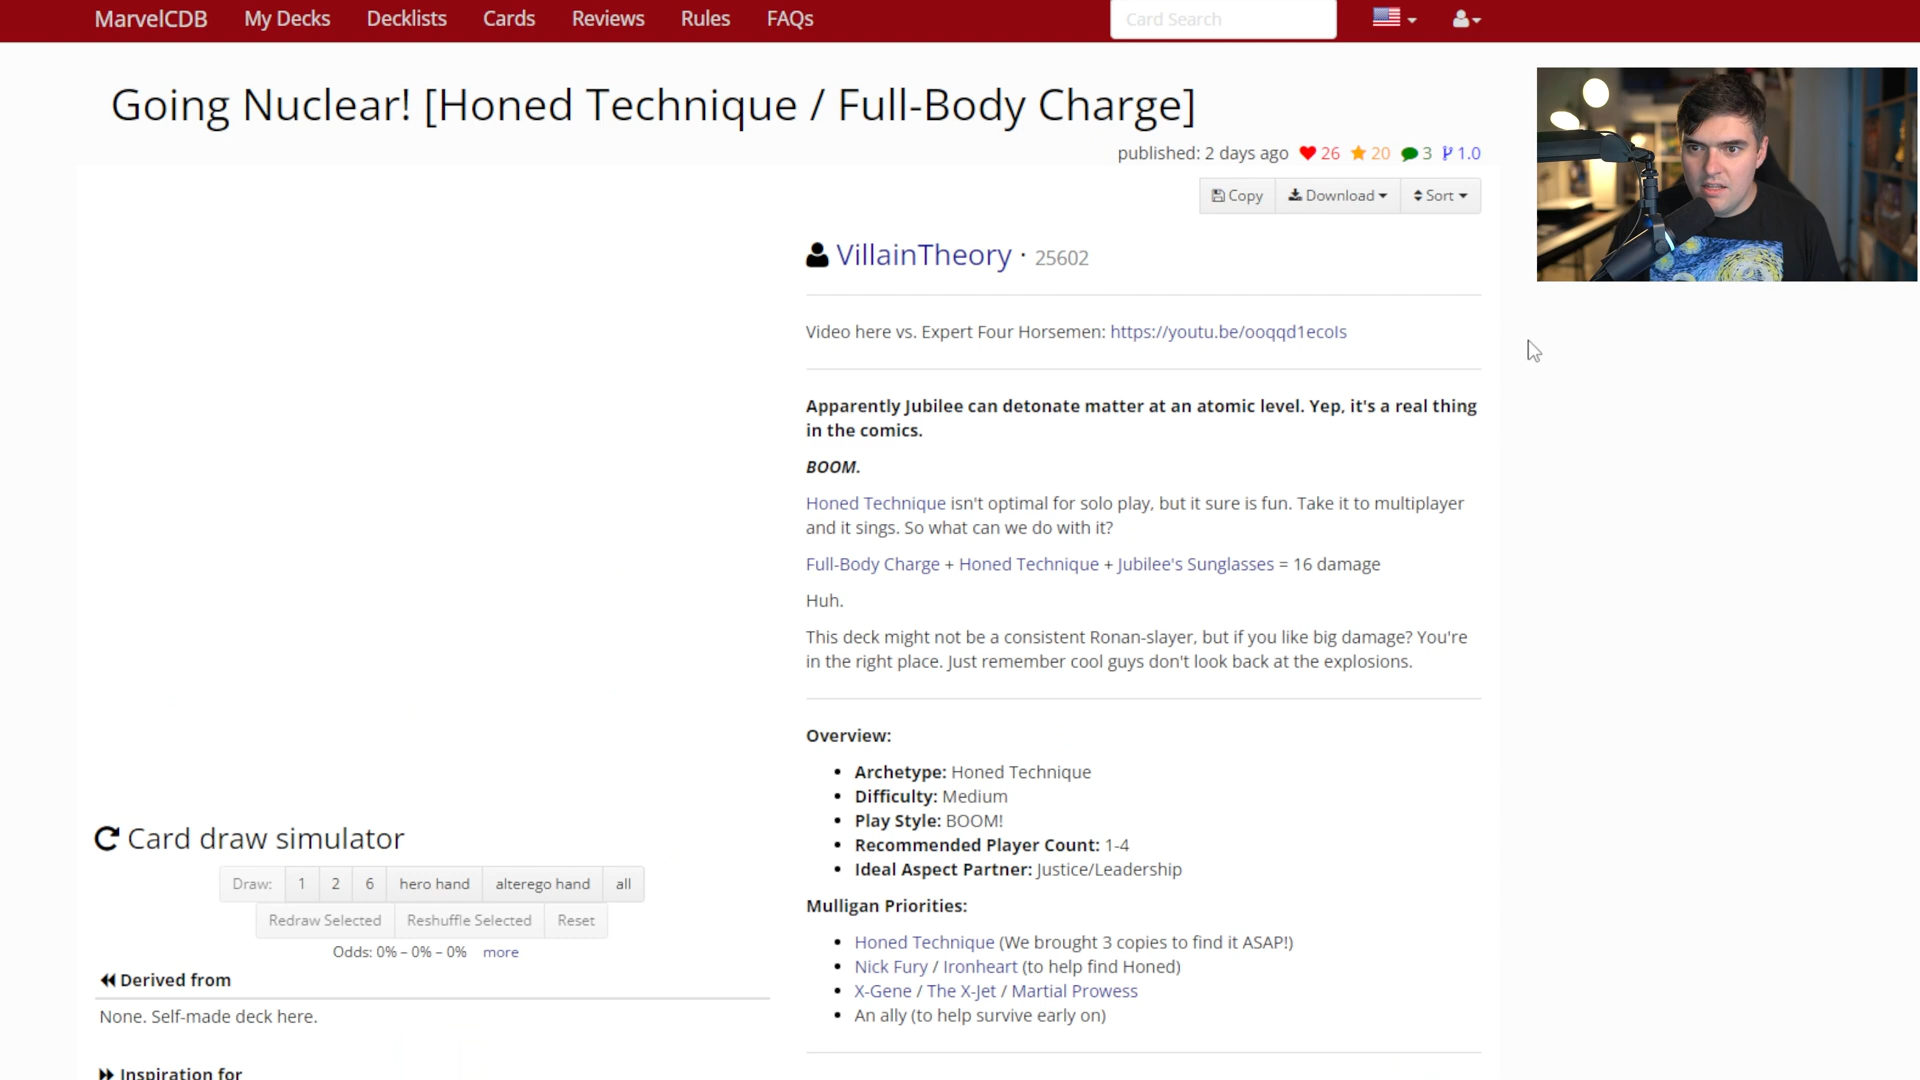 MarvelCDB My Decks Decklists Cards Reviews Rules FAQs Card Search
Going Nuclear! [Honed Technique / Full-Body Charge]
published: 2 days ago 26 20 3 1.0
Copy Download Sort
VillainTheory · 25602
Video here vs. Expert Four Horsemen: https://youtu.be/ooqqd1ecoIs
Apparently Jubilee can detonate matter at an atomic level. Yep, it's a real thing
in the comics.
BOOM.
Honed Technique isn't optimal for solo play, but it sure is fun. Take it to multiplayer
and it sings. So what can we do with it?
Full-Body Charge + Honed Technique + Jubilee's Sunglasses = 16 damage
Huh.
This deck might not be a consistent Ronan-slayer, but if you like big damage? You're
in the right place. Just remember cool guys don't look back at the explosions.
Overview:
• Archetype: Honed Technique
• Difficulty: Medium
• Play Style: BOOM!
• Recommended Player Count: 1-4
• Ideal Aspect Partner: Justice/Leadership
Mulligan Priorities:
• Honed Technique (We brought 3 copies to find it ASAP!)
• Nick Fury / Ironheart (to help find Honed)
• X-Gene / The X-Jet / Martial Prowess
• An ally (to help survive early on)
Card draw simulator
Draw: 1 2 6 hero hand alterego hand all
Redraw Selected Reshuffle Selected Reset
Odds: 0% – 0% – 0% more
Derived from
None. Self-made deck here.
Inspiration for